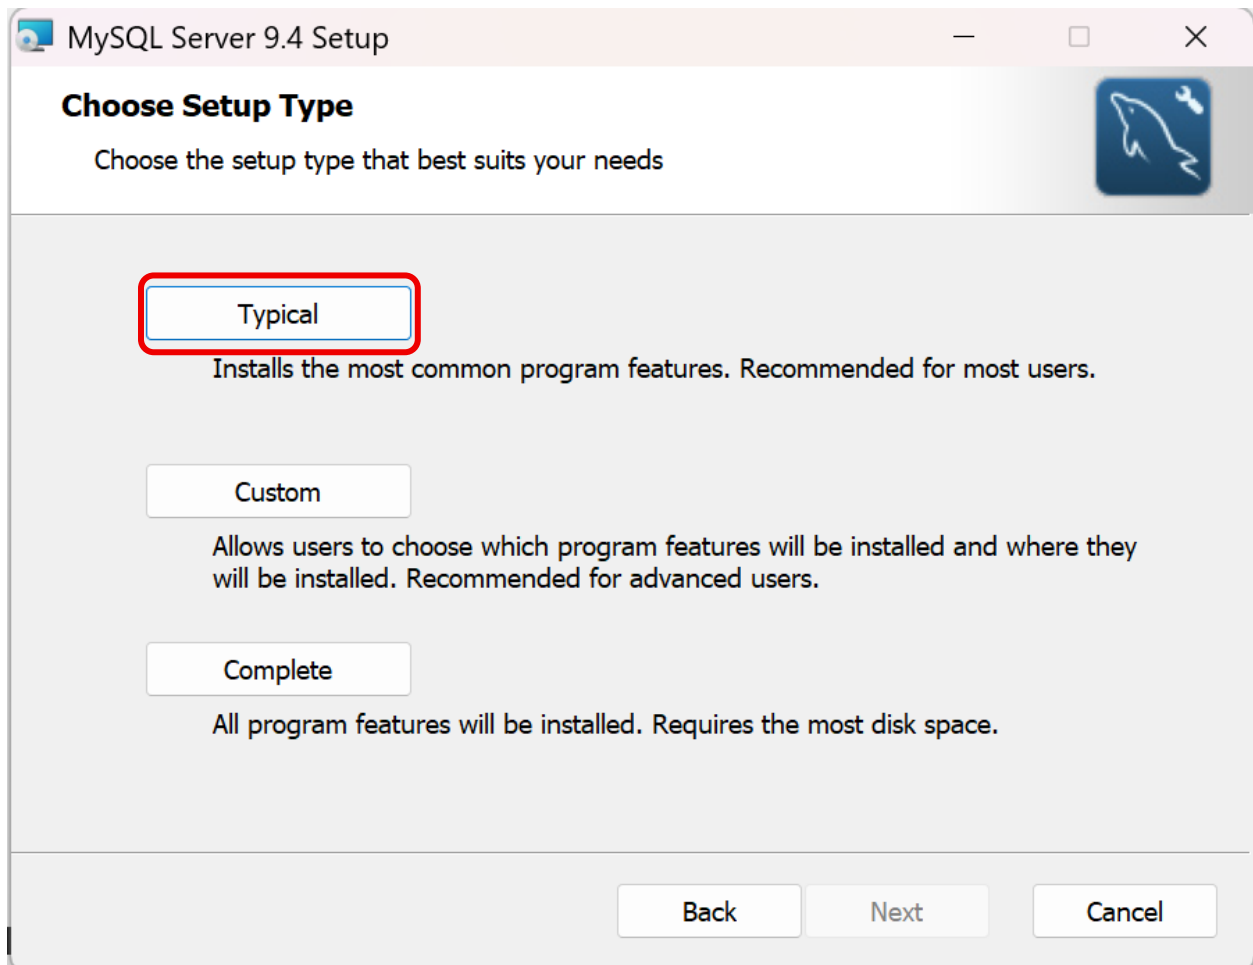 MySQL Server 9.4 Setup
Choose Setup Type
Choose the setup type that best suits your needs
Typical
Installs the most common program features. Recommended for most users.
Custom
Allows users to choose which program features will be installed and where they
will be installed. Recommended for advanced users.
Complete
All program features will be installed. Requires the most disk space.
Back Next Cancel